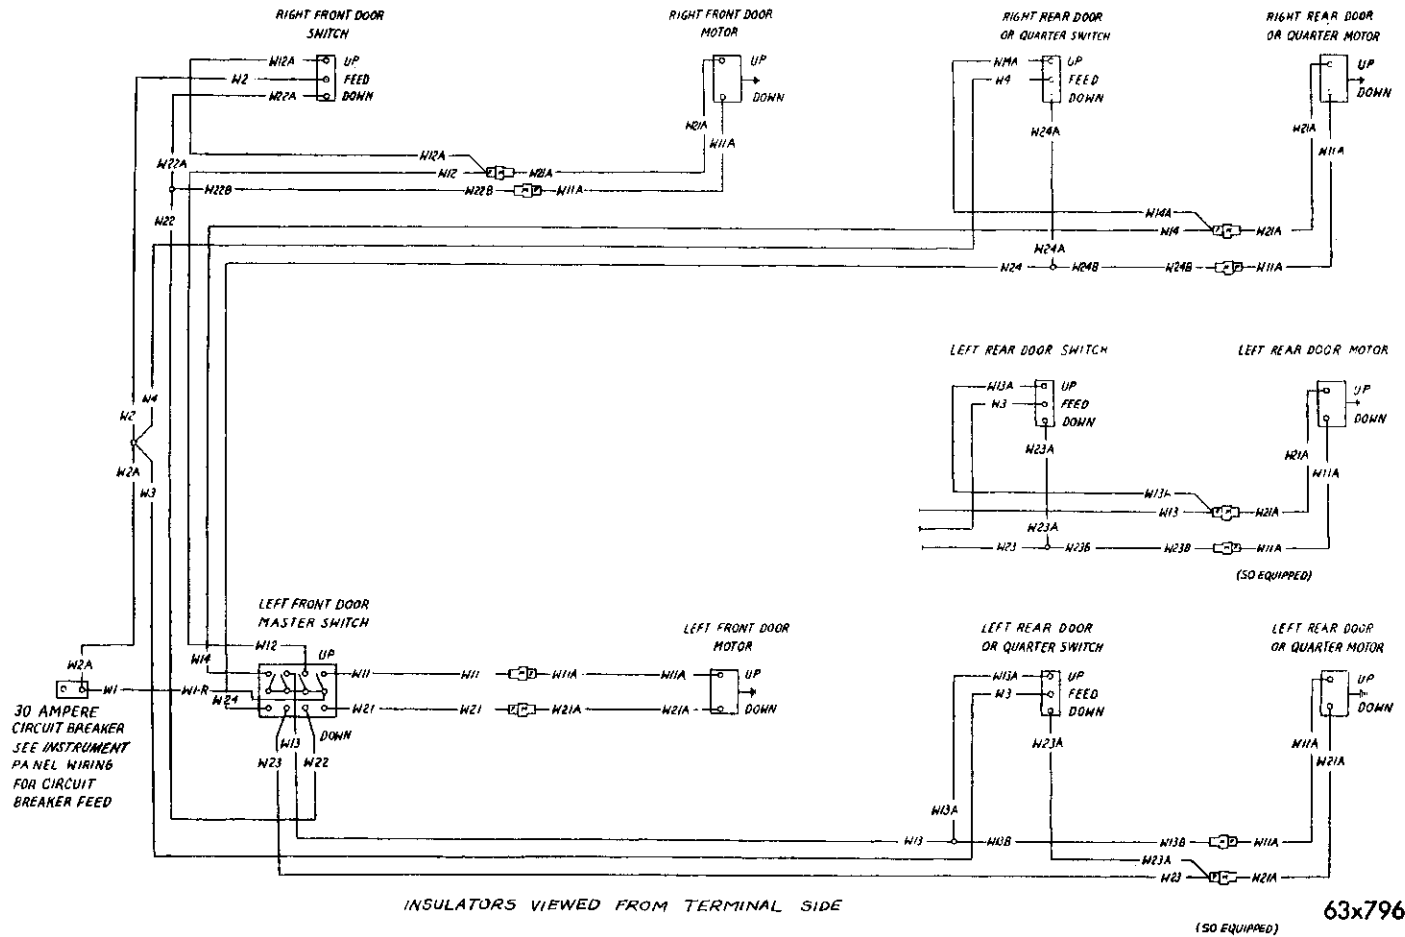 RIGHT FRONT DOOR
SWITCH
W12A
UP
W2
FEED
W22A
DOWN
RIGHT FRONT DOOR
MOTOR
UP
DOWN
W21A
W11A
RIGHT REAR DOOR
OR QUARTER SWITCH
W14A
UP
W4
FEED
DOWN
W24A
RIGHT REAR DOOR
OR QUARTER MOTOR
UP
DOWN
W21A
W11A
W22A
W12A
W12
W21A
W22B
W22B
W11A
W22
W14A
W14
W21A
W24A
W24
W24B
W24B
W11A
LEFT REAR DOOR SWITCH
W13A
UP
W3
FEED
DOWN
W23A
LEFT REAR DOOR MOTOR
UP
DOWN
W21A
W11A
W4
W2
W2A
W3
W13A
W13
W21A
W23A
W23
W23B
W23B
W11A
(SO EQUIPPED)
LEFT FRONT DOOR
MASTER SWITCH
W12
UP
W14
W2A
W1
W1-R
W24
W11
W11
W11A
W11A
W21
W21
W21A
W21A
DOWN
W13
W23
W22
LEFT FRONT DOOR
MOTOR
UP
DOWN
LEFT REAR DOOR
OR QUARTER SWITCH
W13A
UP
W3
FEED
DOWN
W23A
LEFT REAR DOOR
OR QUARTER MOTOR
UP
DOWN
W11A
W21A
30 AMPERE
CIRCUIT BREAKER
SEE INSTRUMENT
PANEL WIRING
FOR CIRCUIT
BREAKER FEED
W13A
W13
W13B
W13B
W11A
W23A
W23
W21A
INSULATORS VIEWED FROM TERMINAL SIDE
63x796
(SO EQUIPPED)